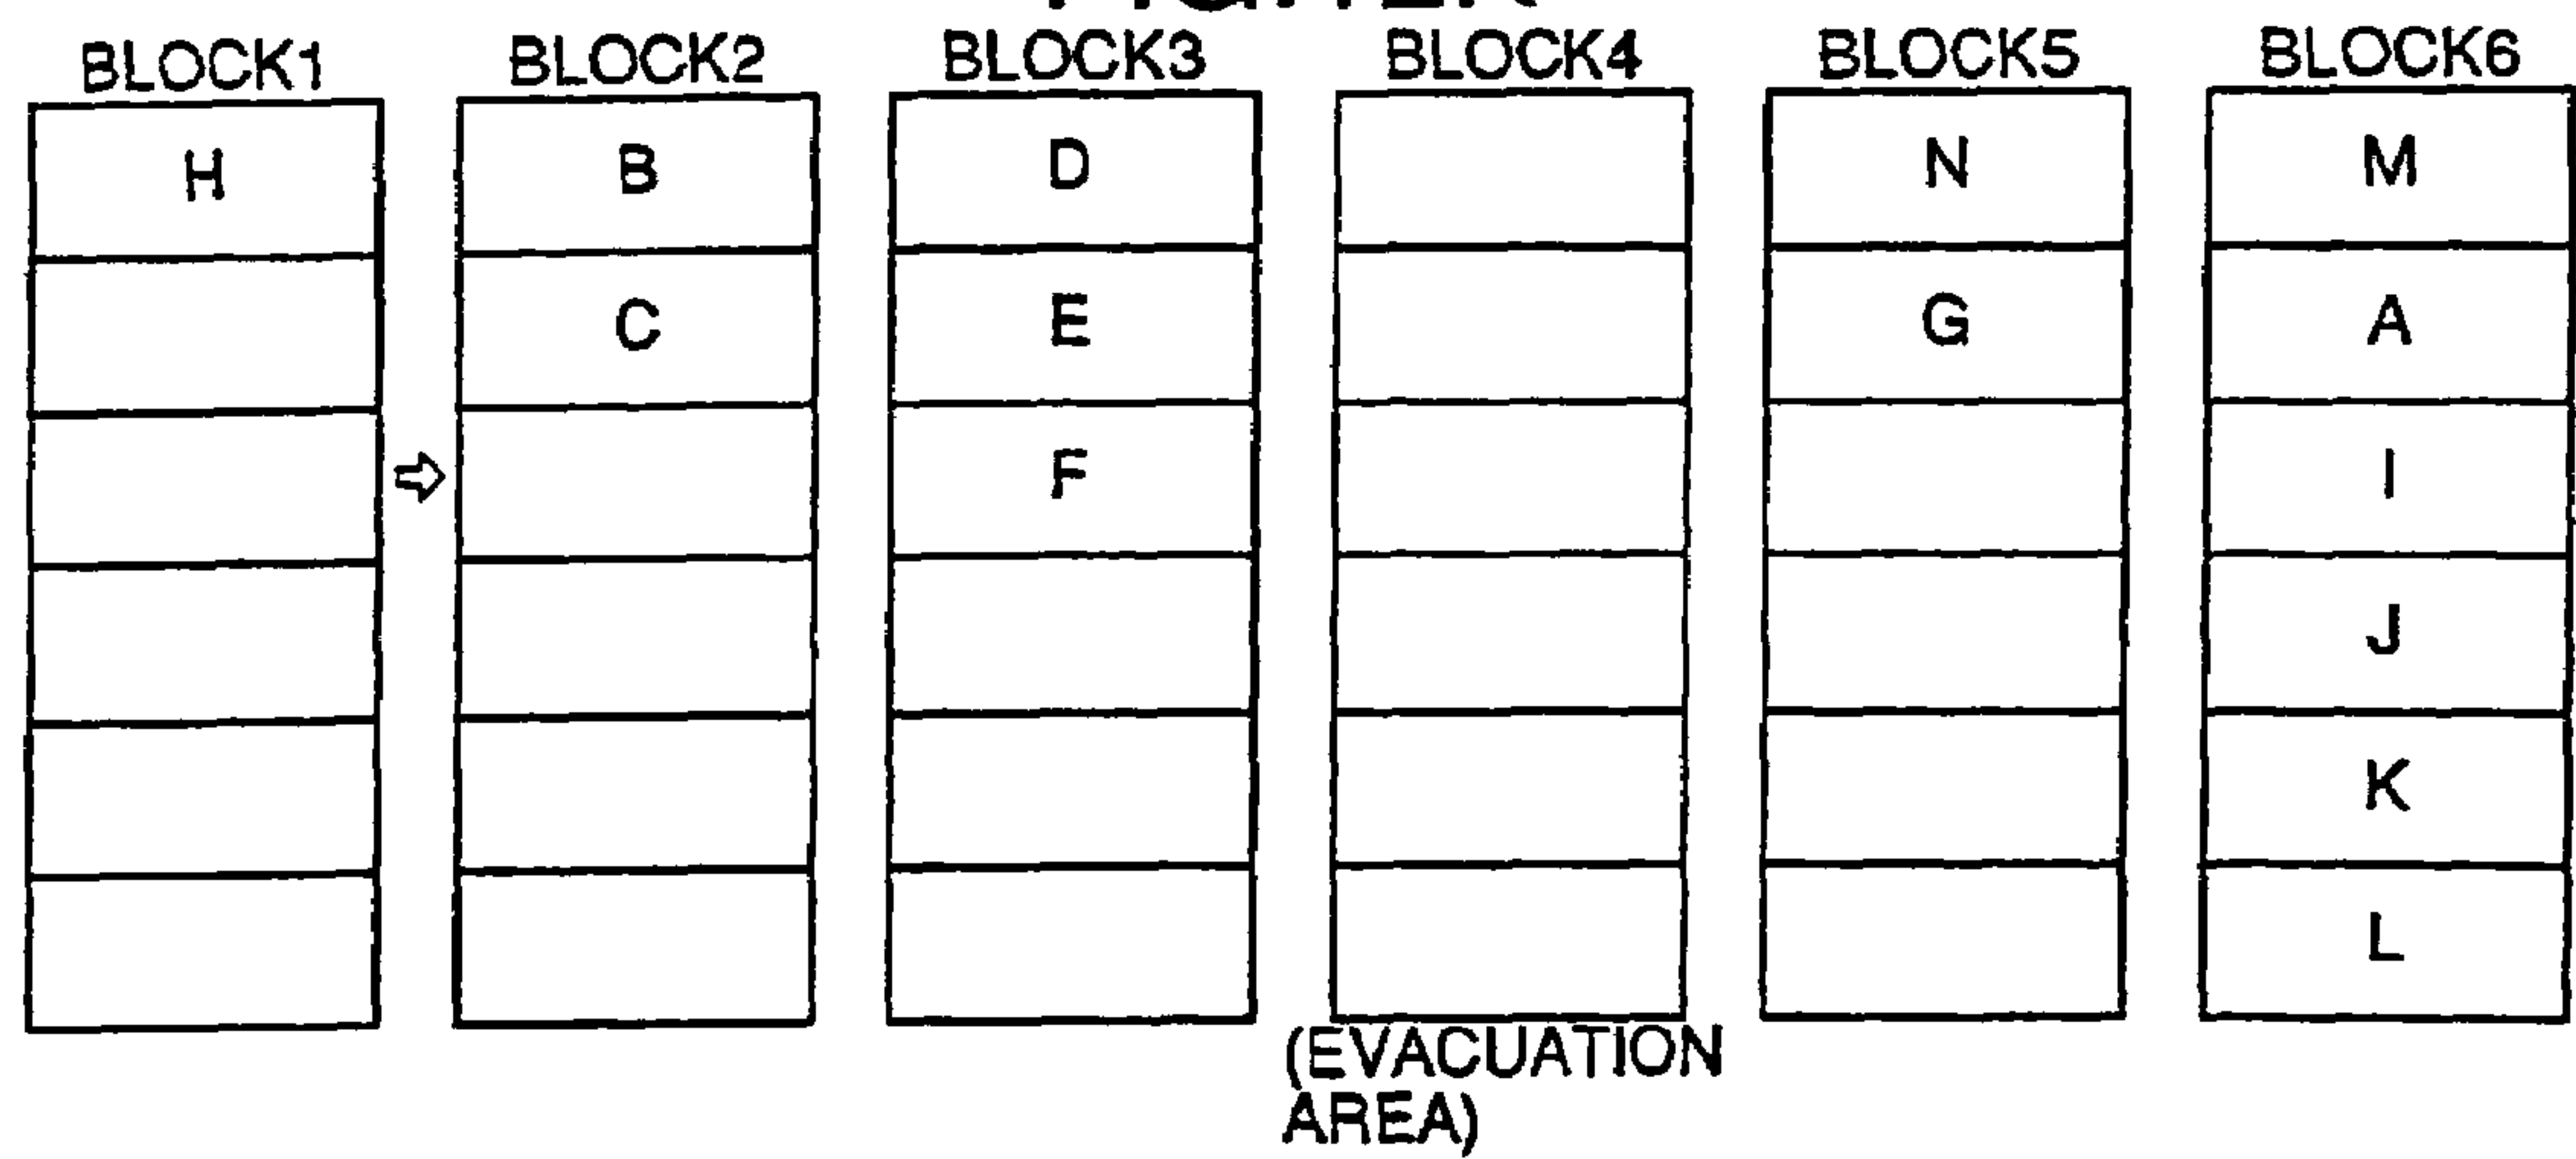 BLOCK1 BLOCK2 BLOCK3 BLOCK4 BLOCK5 BLOCK6
H B D N M
C E G A
F I
J
K
L
(EVACUATION
AREA)